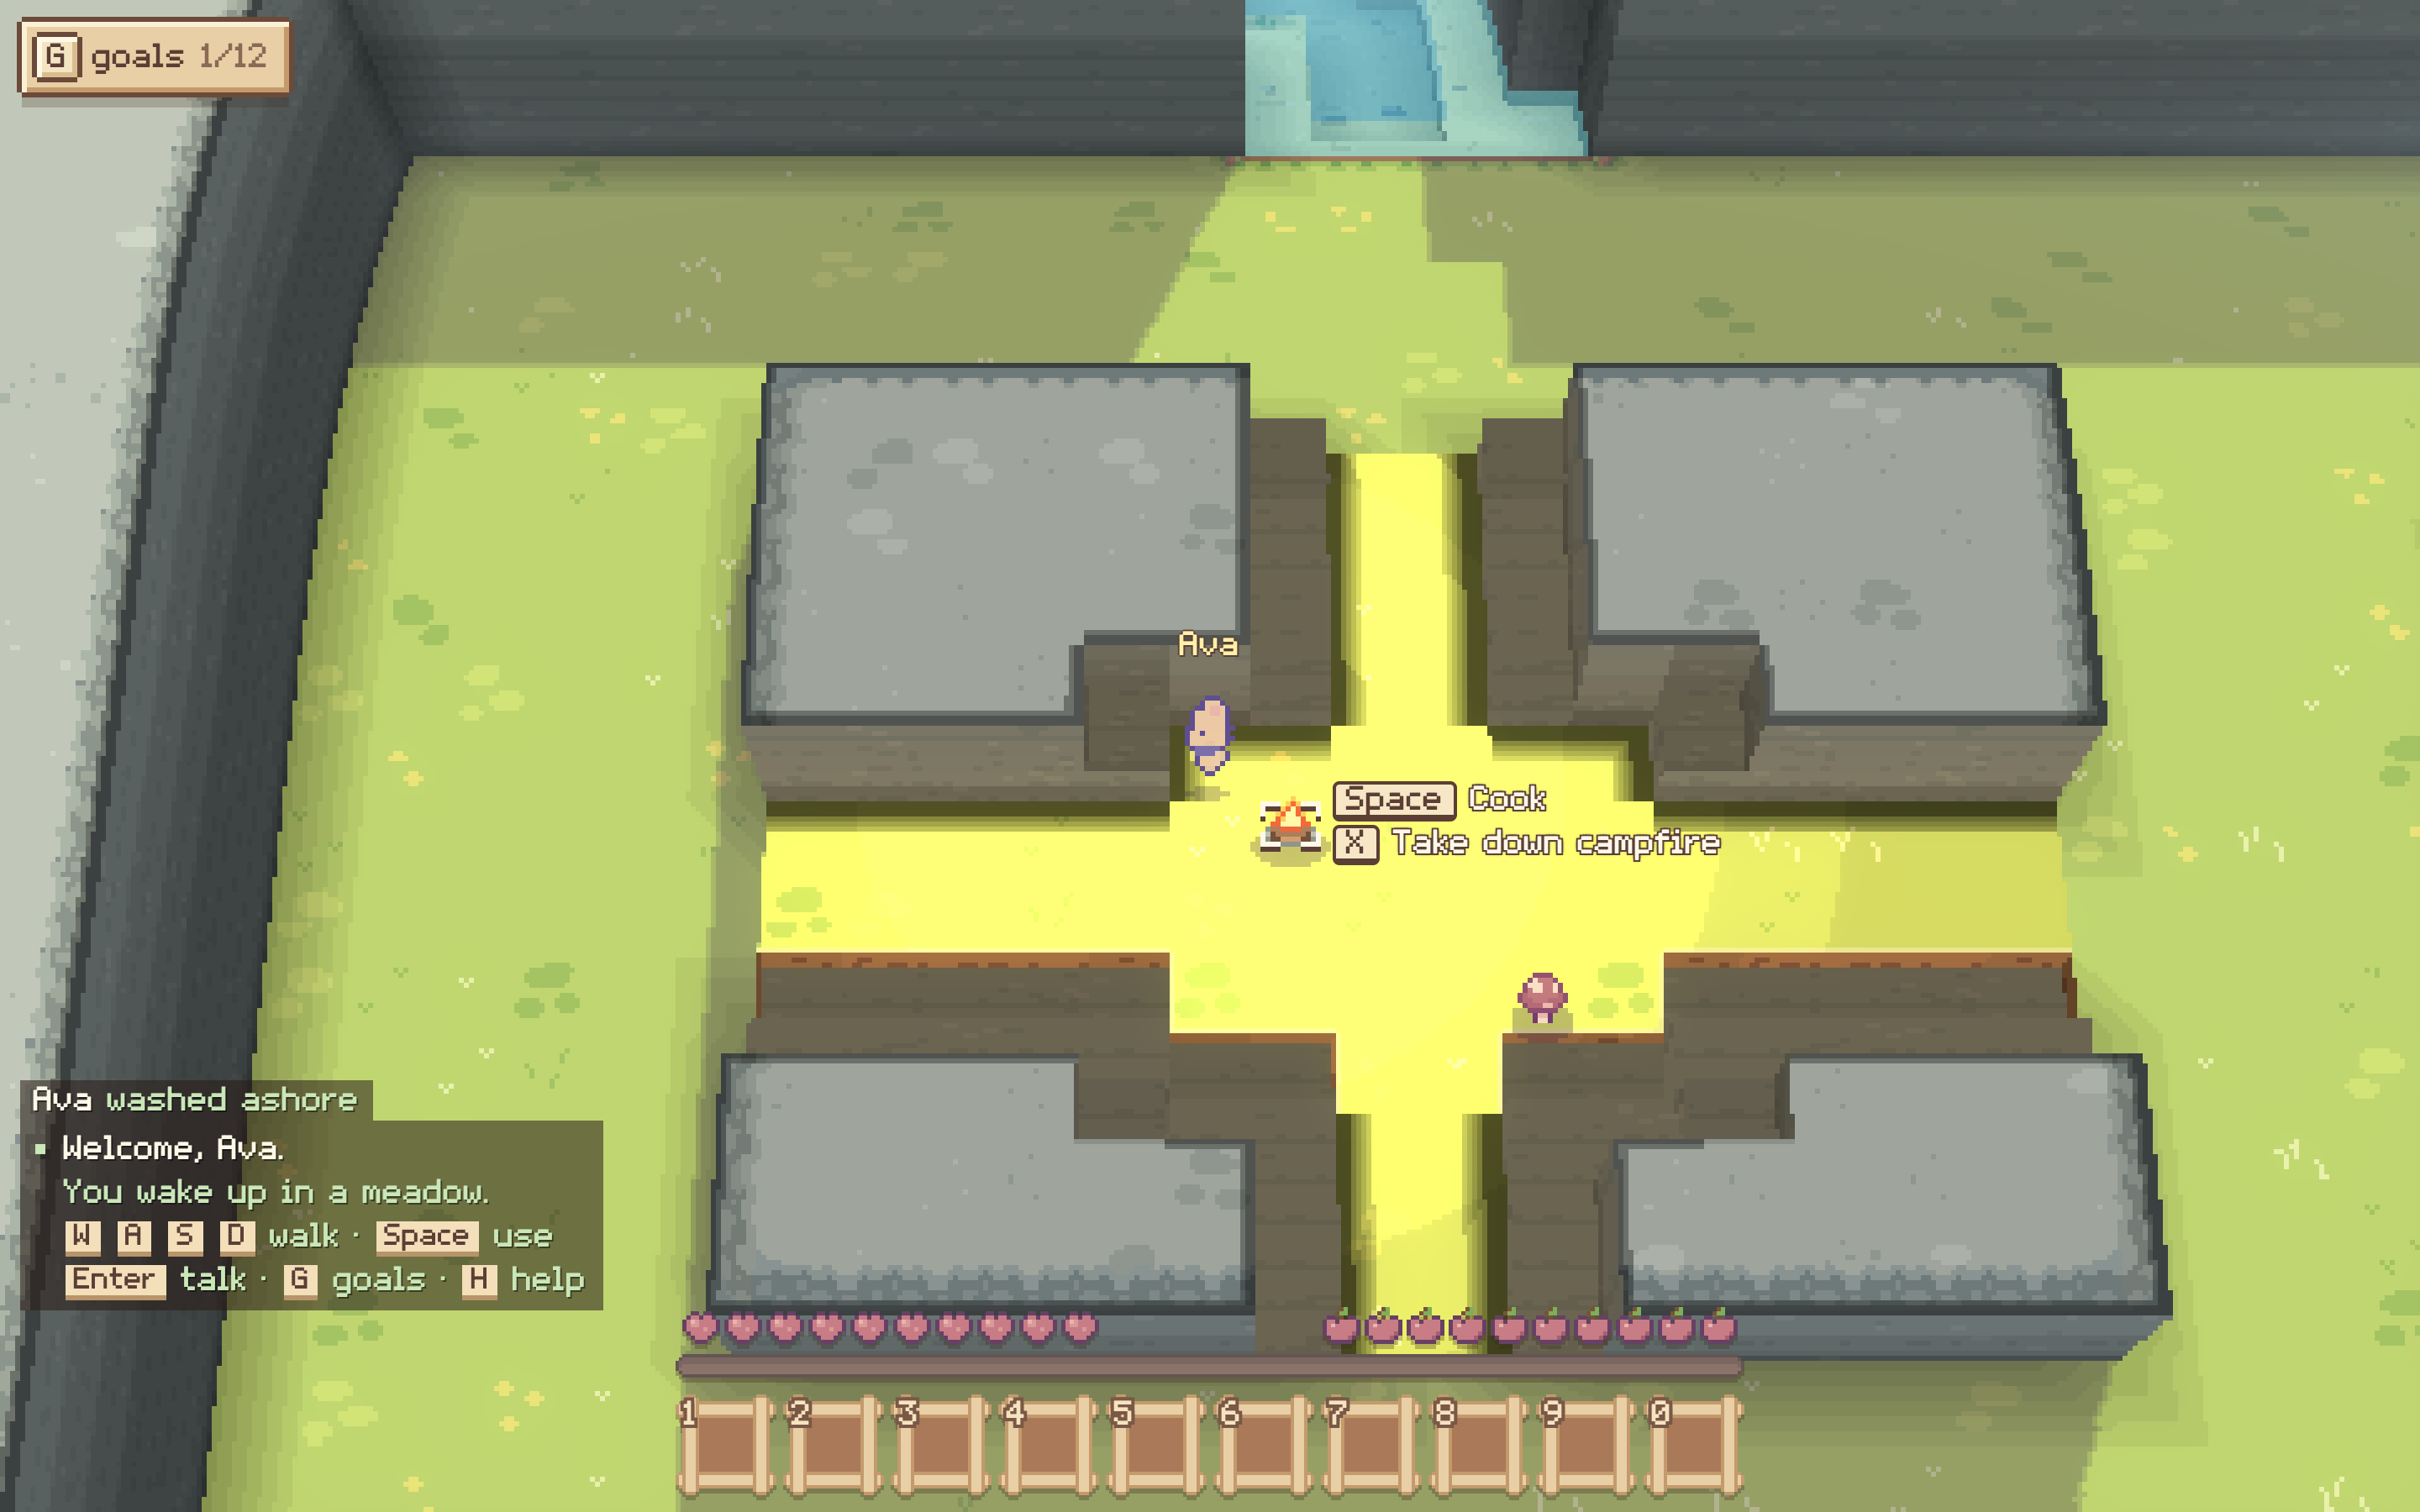 G goals 1/12
Ava
Space Cook
X Take down campfire
Ava washed ashore
Welcome, Ava.
You wake up in a meadow.
W A S D walk · Space use
Enter talk · G goals · H help
1 2 3 4 5 6 7 8 9 0